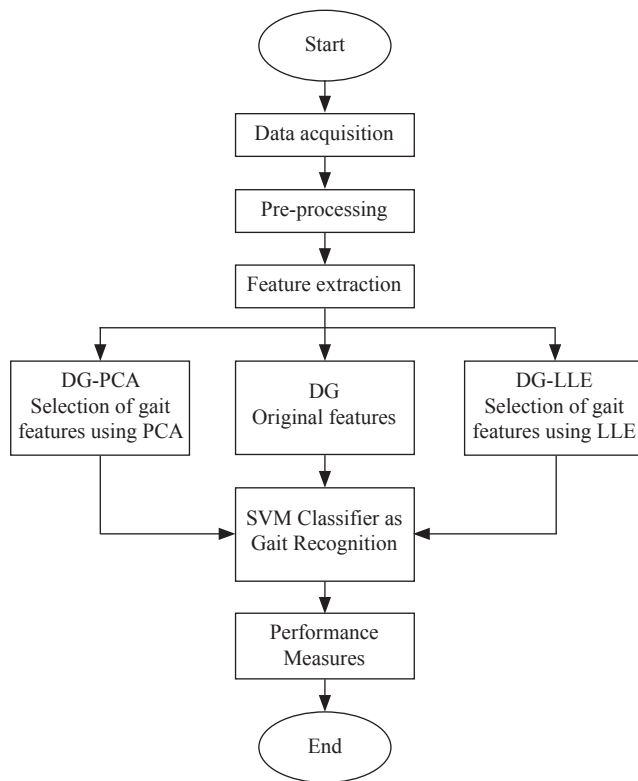 Start
Data acquisition
Pre-processing
Feature extraction
DG-PCA
Selection of gait
features using PCA
DG
Original features
DG-LLE
Selection of gait
features using LLE
SVM Classifier as
Gait Recognition
Performance
Measures
End